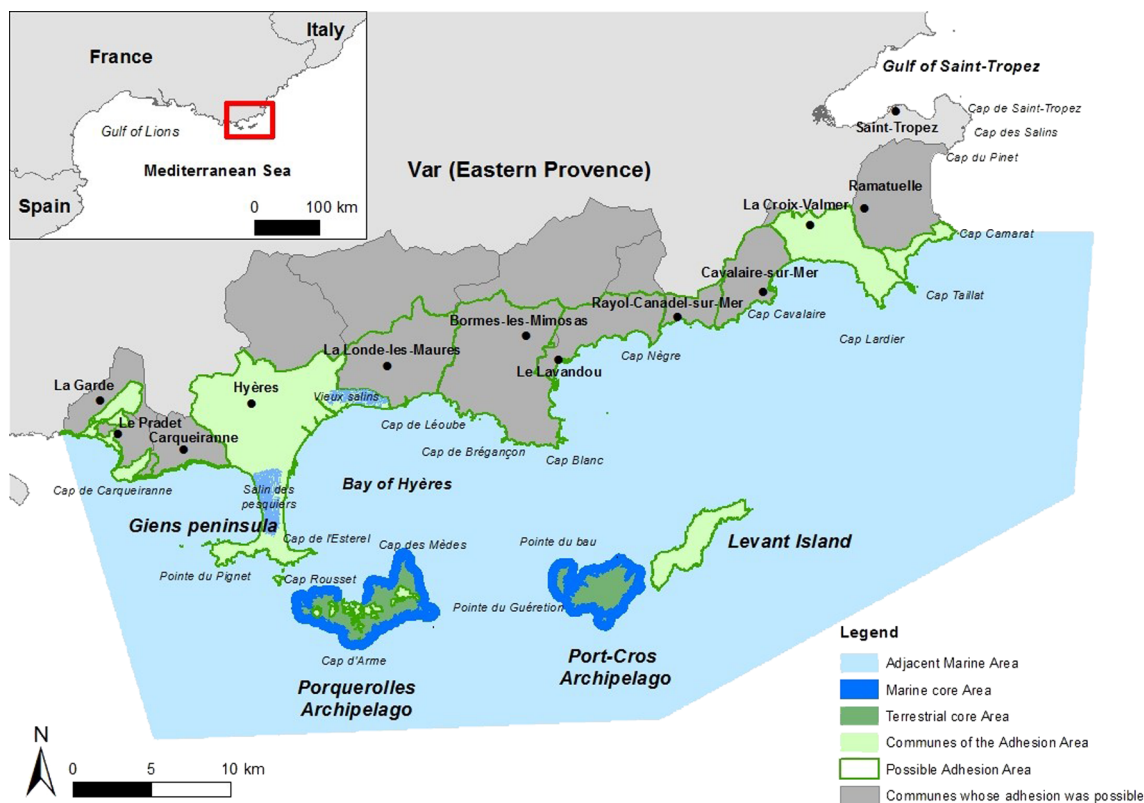 Italy
France
Gulf of Lions
Mediterranean Sea
Spain
0 100 km
Gulf of Saint-Tropez
Cap de Saint-Tropez
Saint-Tropez
Cap des Salins
Cap du Pinet
Var (Eastern Provence)
Ramatuelle
La Croix-Valmer
Cap Camarat
Cavalaire-sur-Mer
Cap Taillat
Rayol-Canadel-sur-Mer
Cap Cavalaire
Bormes-les-Mimosas
Cap Lardier
La Londe-les-Maures
Cap Nègre
Le Lavandou
La Garde
Hyères
Vieux salins
Cap de Léoube
Le Pradet
Carqueiranne
Cap de Brégançon
Cap Blanc
Cap de Carqueiranne
Salin des
pesquiers
Bay of Hyères
Giens peninsula
Cap de l'Esterel
Cap des Mèdes
Pointe du bau
Levant Island
Pointe du Pignet
Cap Rousset
Pointe du Guéretion
Cap d'Arme
Port-Cros
Archipelago
Porquerolles
Archipelago
Legend
Adjacent Marine Area
Marine core Area
Terrestrial core Area
Communes of the Adhesion Area
Possible Adhesion Area
Communes whose adhesion was possible
N
0 5 10 km